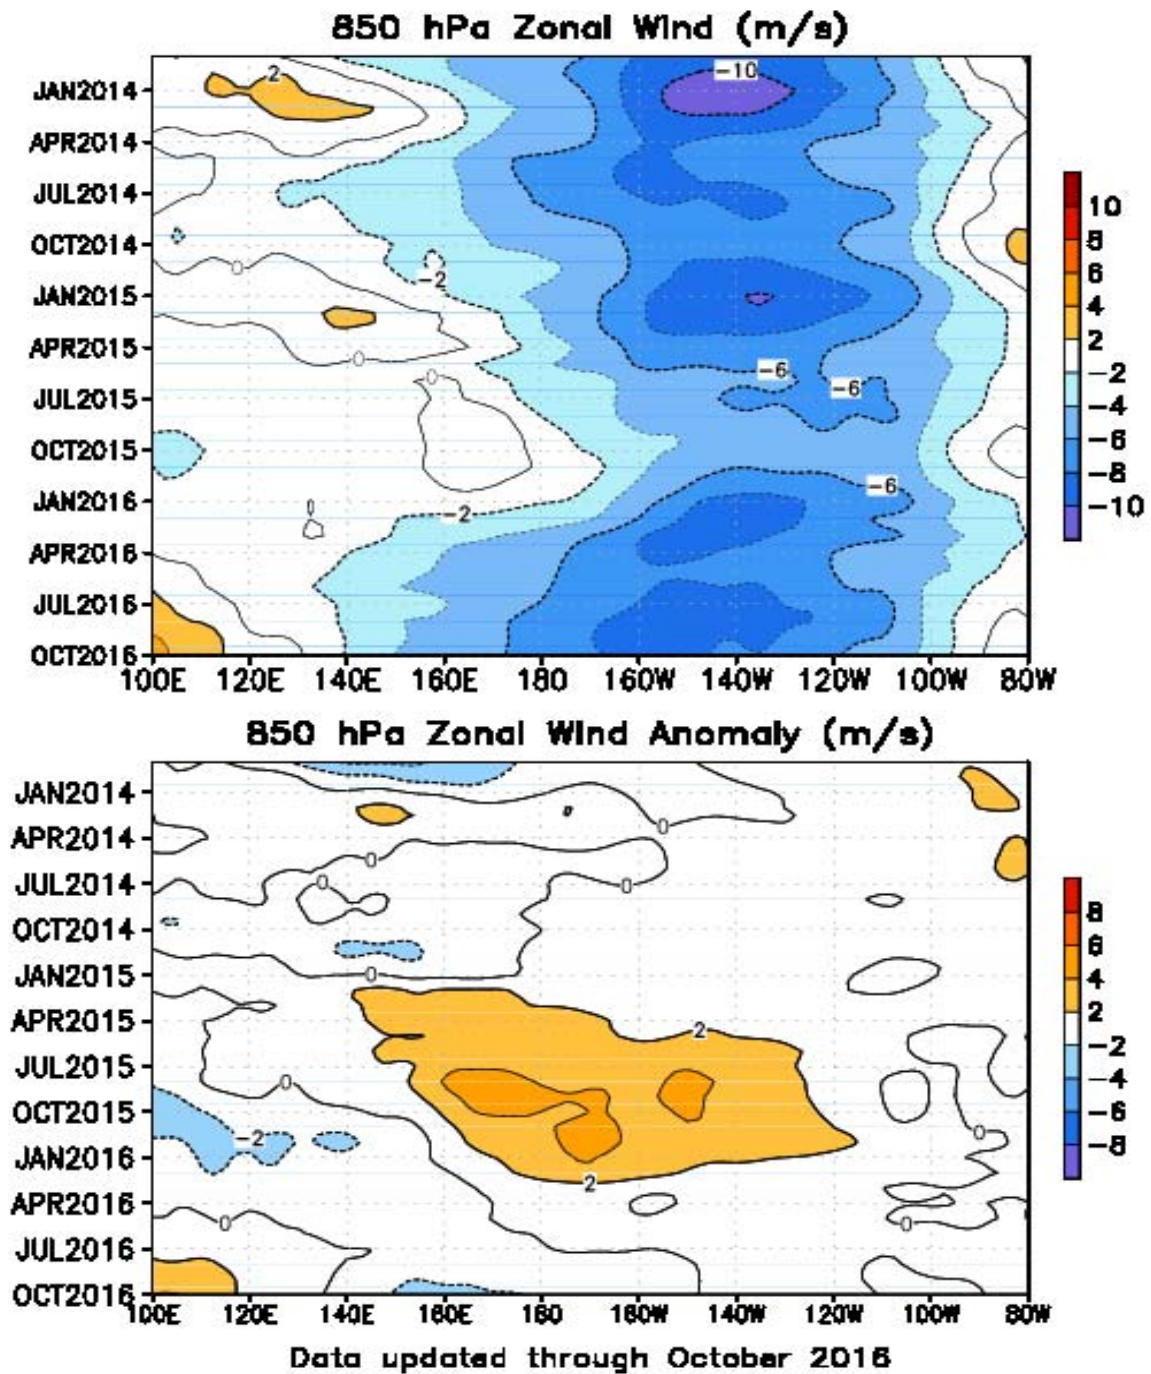 850 hPa Zonal Wind (m/s)
JAN2014
APR2014
JUL2014
OCT2014
JAN2015
APR2015
JUL2015
OCT2015
JAN2016
APR2016
JUL2016
OCT2016
2
-10
0
-2
0
0
-6
-6
-6
-2
100E 120E 140E 160E 180 160W 140W 120W 100W 80W
10
8
6
4
2
-2
-4
-6
-8
-10
850 hPa Zonal Wind Anomaly (m/s)
JAN2014
APR2014
JUL2014
OCT2014
JAN2015
APR2015
JUL2015
OCT2015
JAN2016
APR2016
JUL2016
OCT2016
0
0
0
0
0
2
0
-2
0
2
0
0
100E 120E 140E 160E 180 160W 140W 120W 100W 80W
8
6
4
2
-2
-4
-6
-8
Data updated through October 2016